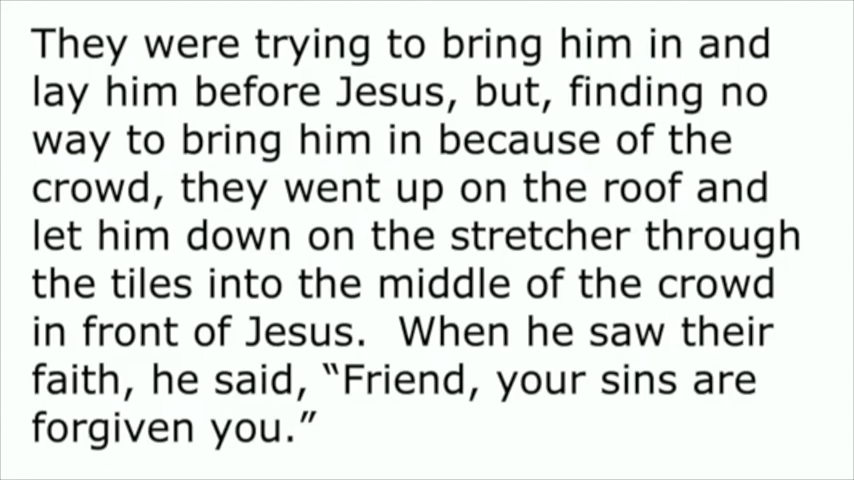 They were trying to bring him in and
lay him before Jesus, but, finding no
way to bring him in because of the
crowd, they went up on the roof and
let him down on the stretcher through
the tiles into the middle of the crowd
in front of Jesus.  When he saw their
faith, he said, “Friend, your sins are
forgiven you.”